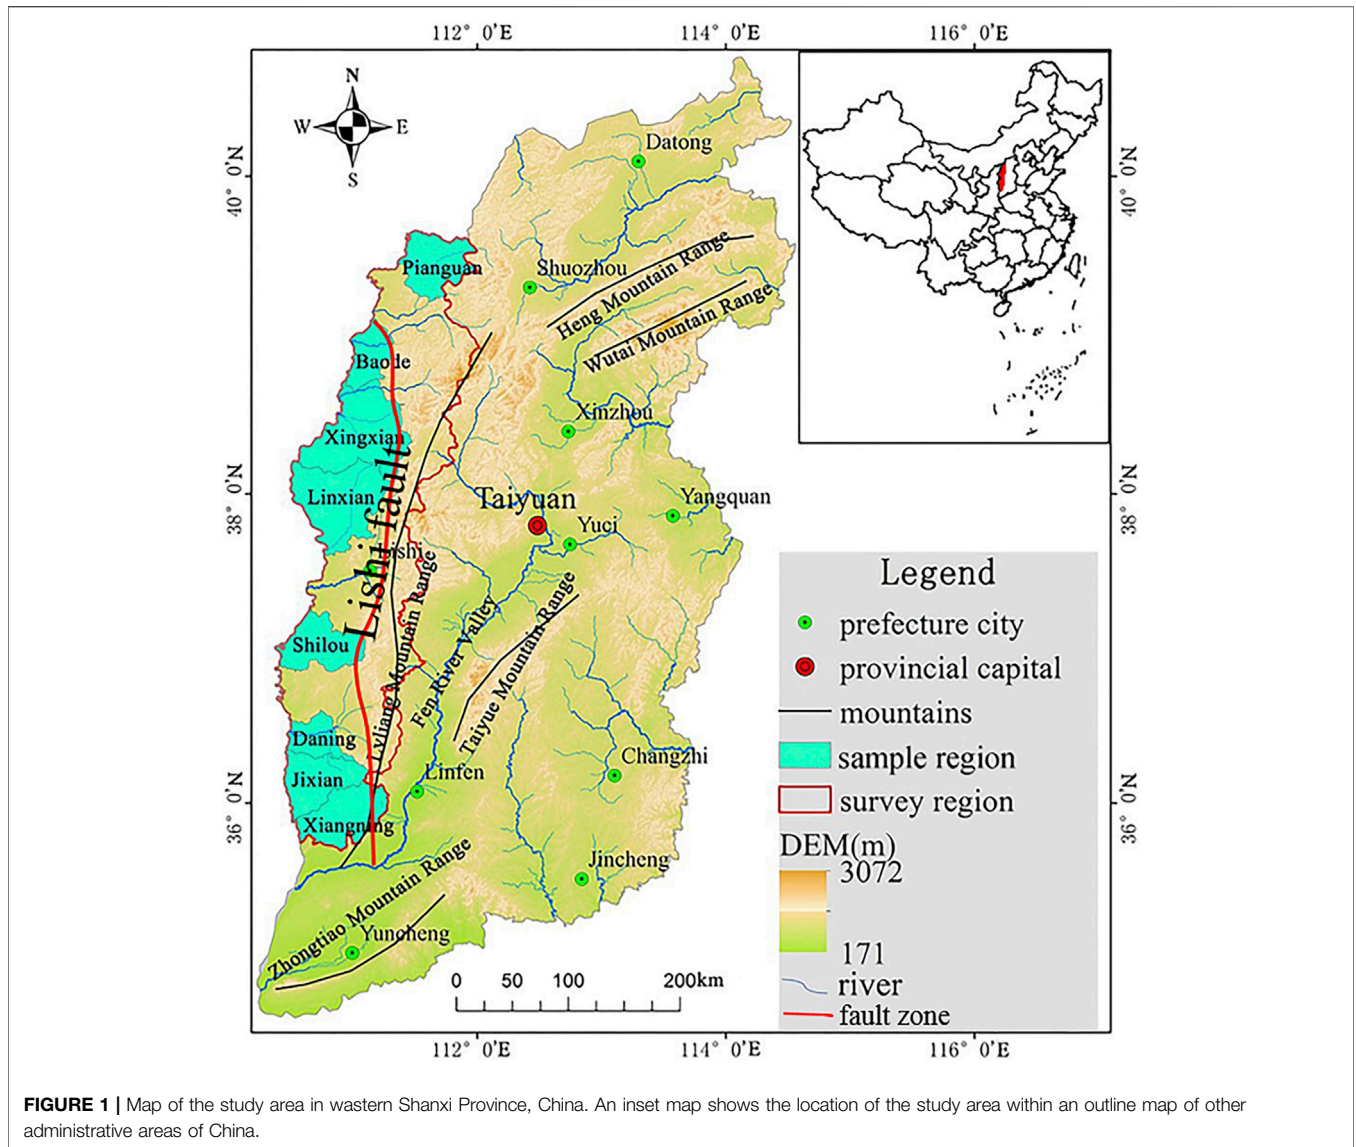 112° 0′E
114° 0′E
116° 0′E
N
W
E
S
40° 0′N
40° 0′N
Datong
Pianguan
Shuozhou
Heng Mountain Range
Wutai Mountain Range
Baode
Xinzhou
Xingxian
Linxian
38° 0′N
38° 0′N
Taiyuan
Yangquan
Yuci
Lishi fault
Lishi
Lvliang Mountain Range
Fen River Valley
Taiyue Mountain Range
Shilou
Daning
Jixian
Linfen
Changzhi
Xiangning
36° 0′N
36° 0′N
Jincheng
Zhongtiao Mountain Range
Yuncheng
Legend
prefecture city
provincial capital
mountains
sample region
survey region
DEM(m)
3072
171
river
fault zone
0 50 100 200km
112° 0′E
114° 0′E
116° 0′E
FIGURE 1 | Map of the study area in wastern Shanxi Province, China. An inset map shows the location of the study area within an outline map of other
administrative areas of China.